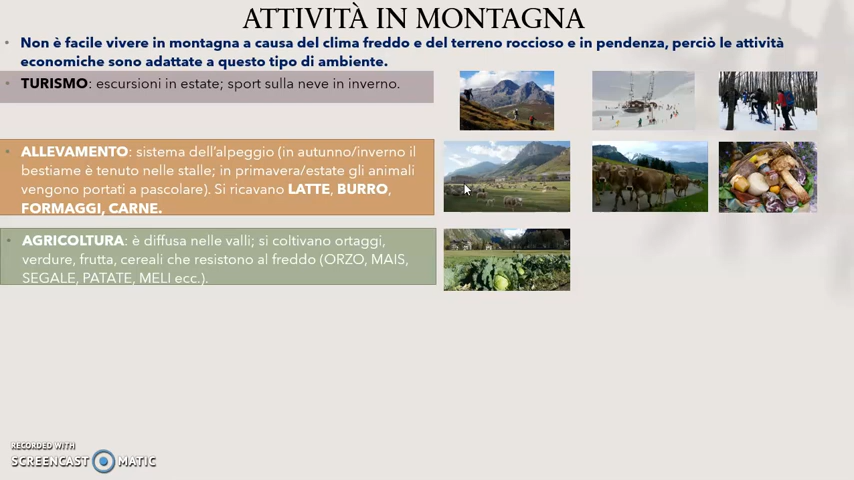 ATTIVITÀ IN MONTAGNA
• Non è facile vivere in montagna a causa del clima freddo e del terreno roccioso e in pendenza, perciò le attività
economiche sono adattate a questo tipo di ambiente.
• TURISMO: escursioni in estate; sport sulla neve in inverno.
• ALLEVAMENTO: sistema dell'alpeggio (in autunno/inverno il
bestiame è tenuto nelle stalle; in primavera/estate gli animali
vengono portati a pascolare). Si ricavano LATTE, BURRO,
FORMAGGI, CARNE.
• AGRICOLTURA: è diffusa nelle valli; si coltivano ortaggi,
verdure, frutta, cereali che resistono al freddo (ORZO, MAIS,
SEGALE, PATATE, MELI ecc.).
RECORDED WITH
SCREENCAST MATIC